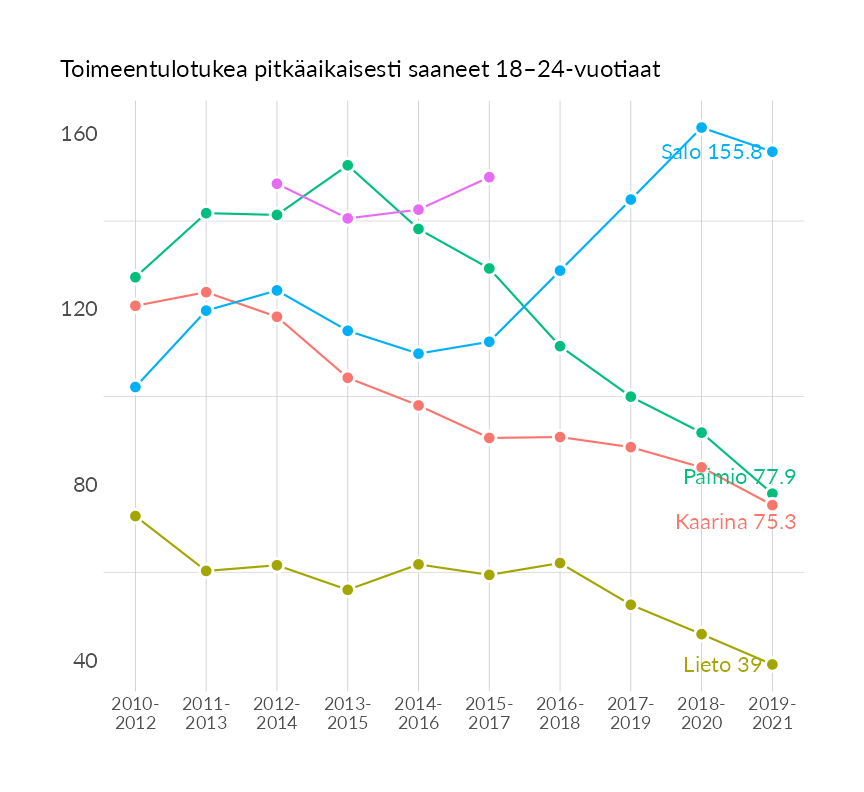 Toimeentulotukea pitkäaikaisesti saaneet 18–24-vuotiaat
160
Salo 155.8
120
80
Paimio 77.9
Kaarina 75.3
40
Lieto 39
2010- 2011- 2012- 2013- 2014- 2015- 2016- 2017- 2018- 2019-
2012 2013 2014 2015 2016 2017 2018 2019 2020 2021